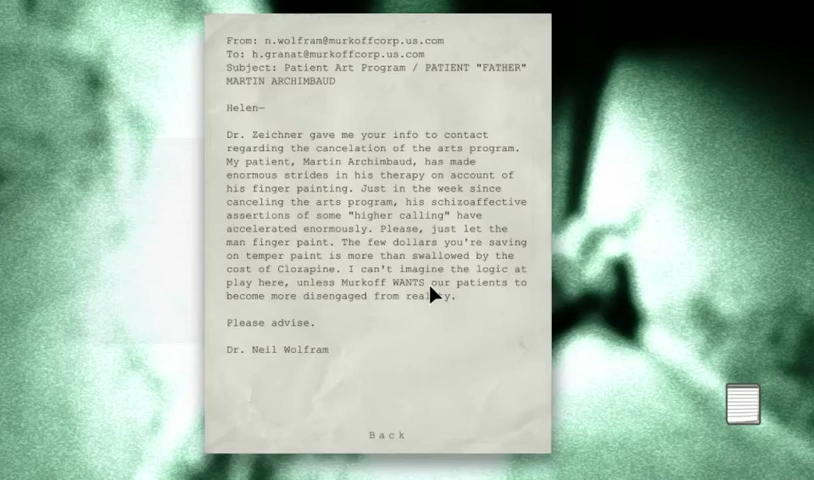 From: n.wolfram@murkoffcorp.us.com
To: h.granat@murkoffcorp.us.com
Subject: Patient Art Program / PATIENT "FATHER"
MARTIN ARCHIMBAUD
Helen—
Dr. Zeichner gave me your info to contact
regarding the cancelation of the arts program.
My patient, Martin Archimbaud, has made
enormous strides in his therapy on account of
his finger painting. Just in the week since
canceling the arts program, his schizoaffective
assertions of some "higher calling" have
accelerated enormously. Please, just let the
man finger paint. The few dollars you're saving
on temper paint is more than swallowed by the
cost of Clozapine. I can't imagine the logic at
play here, unless Murkoff WANTS our patients to
become more disengaged from reality.
Please advise.
Dr. Neil Wolfram
Back